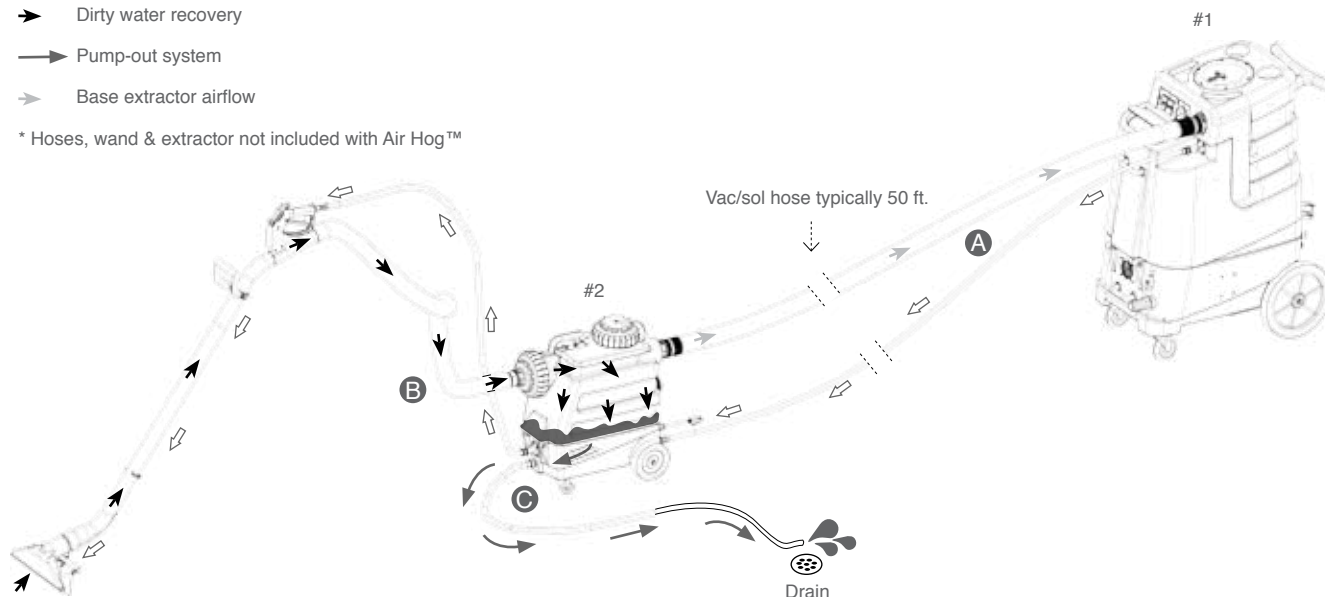 Dirty water recovery
Pump-out system
Base extractor airflow
* Hoses, wand & extractor not included with Air Hog™
#1
Vac/sol hose typically 50 ft.
A
#2
B
C
Drain